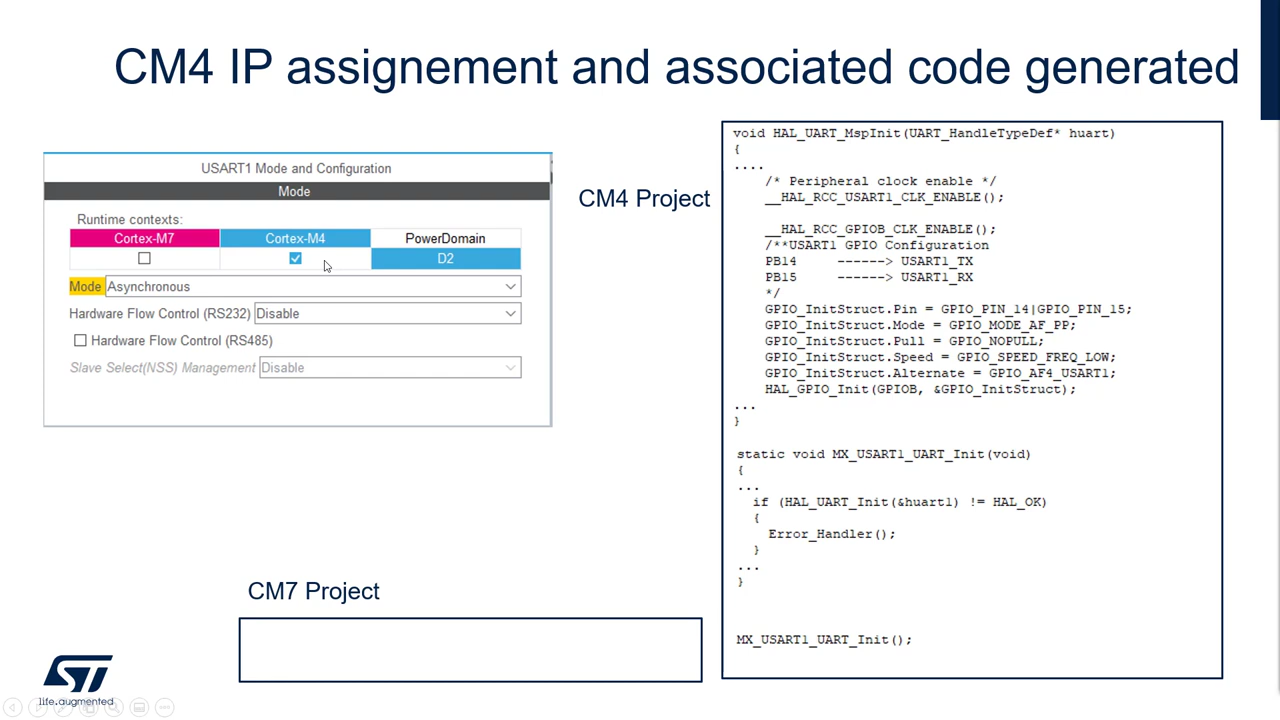 CM4 IP assignement and associated code generated
USART1 Mode and Configuration
Mode
Runtime contexts:
Cortex-M7 Cortex-M4 PowerDomain
D2
Mode Asynchronous
Hardware Flow Control (RS232) Disable
Hardware Flow Control (RS485)
Slave Select(NSS) Management Disable
CM4 Project
void HAL_UART_MspInit(UART_HandleTypeDef* huart)
{
....
/* Peripheral clock enable */
__HAL_RCC_USART1_CLK_ENABLE();
__HAL_RCC_GPIOB_CLK_ENABLE();
/**USART1 GPIO Configuration
PB14 ------> USART1_TX
PB15 ------> USART1_RX
*/
GPIO_InitStruct.Pin = GPIO_PIN_14|GPIO_PIN_15;
GPIO_InitStruct.Mode = GPIO_MODE_AF_PP;
GPIO_InitStruct.Pull = GPIO_NOPULL;
GPIO_InitStruct.Speed = GPIO_SPEED_FREQ_LOW;
GPIO_InitStruct.Alternate = GPIO_AF4_USART1;
HAL_GPIO_Init(GPIOB, &GPIO_InitStruct);
...
}
static void MX_USART1_UART_Init(void)
{
...
if (HAL_UART_Init(&huart1) != HAL_OK)
{
Error_Handler();
}
...
}
MX_USART1_UART_Init();
CM7 Project
ST
life.augmented